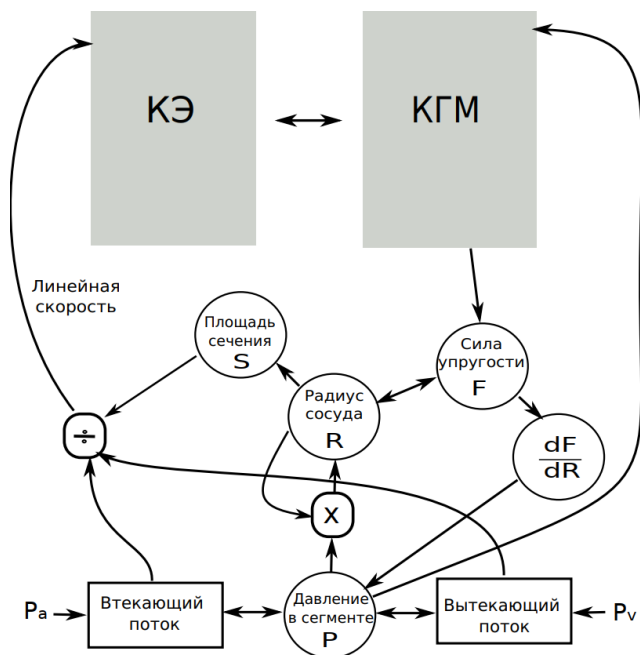 КЭ
КГМ
Линейная
скорость
Площадь
сечения
S
Сила
упругости
F
Радиус
сосуда
R
÷
dF
dR
X
Pa
Втекающий
поток
Давление
в сегменте
P
Вытекающий
поток
Pv